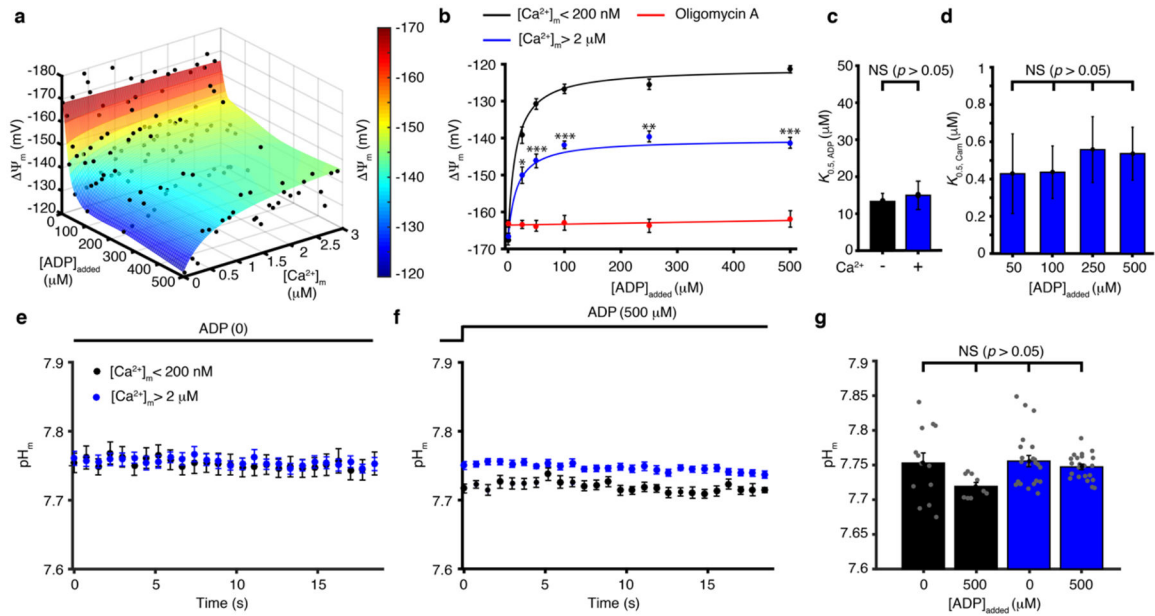 a
ΔΨm (mV)
-180
-170
-160
-150
-140
-130
-120
0
100
200
300
400
500
[ADP]added
(μM)
0
0.5
1
1.5
2
2.5
3
[Ca2+]m
(μM)
-170
-160
-150
-140
-130
-120
ΔΨm (mV)
b
[Ca2+]m < 200 nM
Oligomycin A
[Ca2+]m > 2 μM
ΔΨm (mV)
-120
-130
-140
-150
-160
-170
*
***
***
**
***
0
100
200
300
400
500
[ADP]added (μM)
c
NS (p > 0.05)
K0.5, ADP (μM)
50
40
30
20
10
0
Ca2+
-
+
d
NS (p > 0.05)
K0.5, Cam (μM)
1
0.8
0.6
0.4
0.2
0
50
100
250
500
[ADP]added (μM)
e
ADP (0)
[Ca2+]m < 200 nM
[Ca2+]m > 2 μM
pHm
7.9
7.8
7.7
7.6
0
5
10
15
Time (s)
f
ADP (500 μM)
pHm
7.9
7.8
7.7
7.6
0
5
10
15
Time (s)
g
NS (p > 0.05)
pHm
7.9
7.85
7.8
7.75
7.7
7.65
7.6
0
500
0
500
[ADP]added (μM)